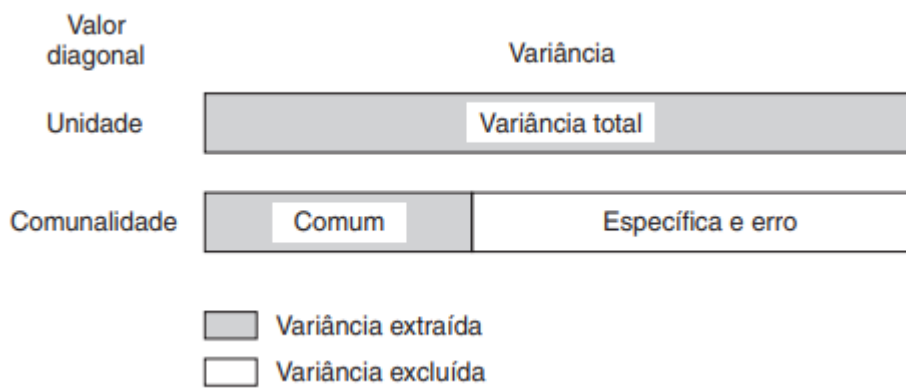 Valor
diagonal
Variância
Unidade
Variância total
Comunalidade
Comum
Específica e erro
Variância extraída
Variância excluída